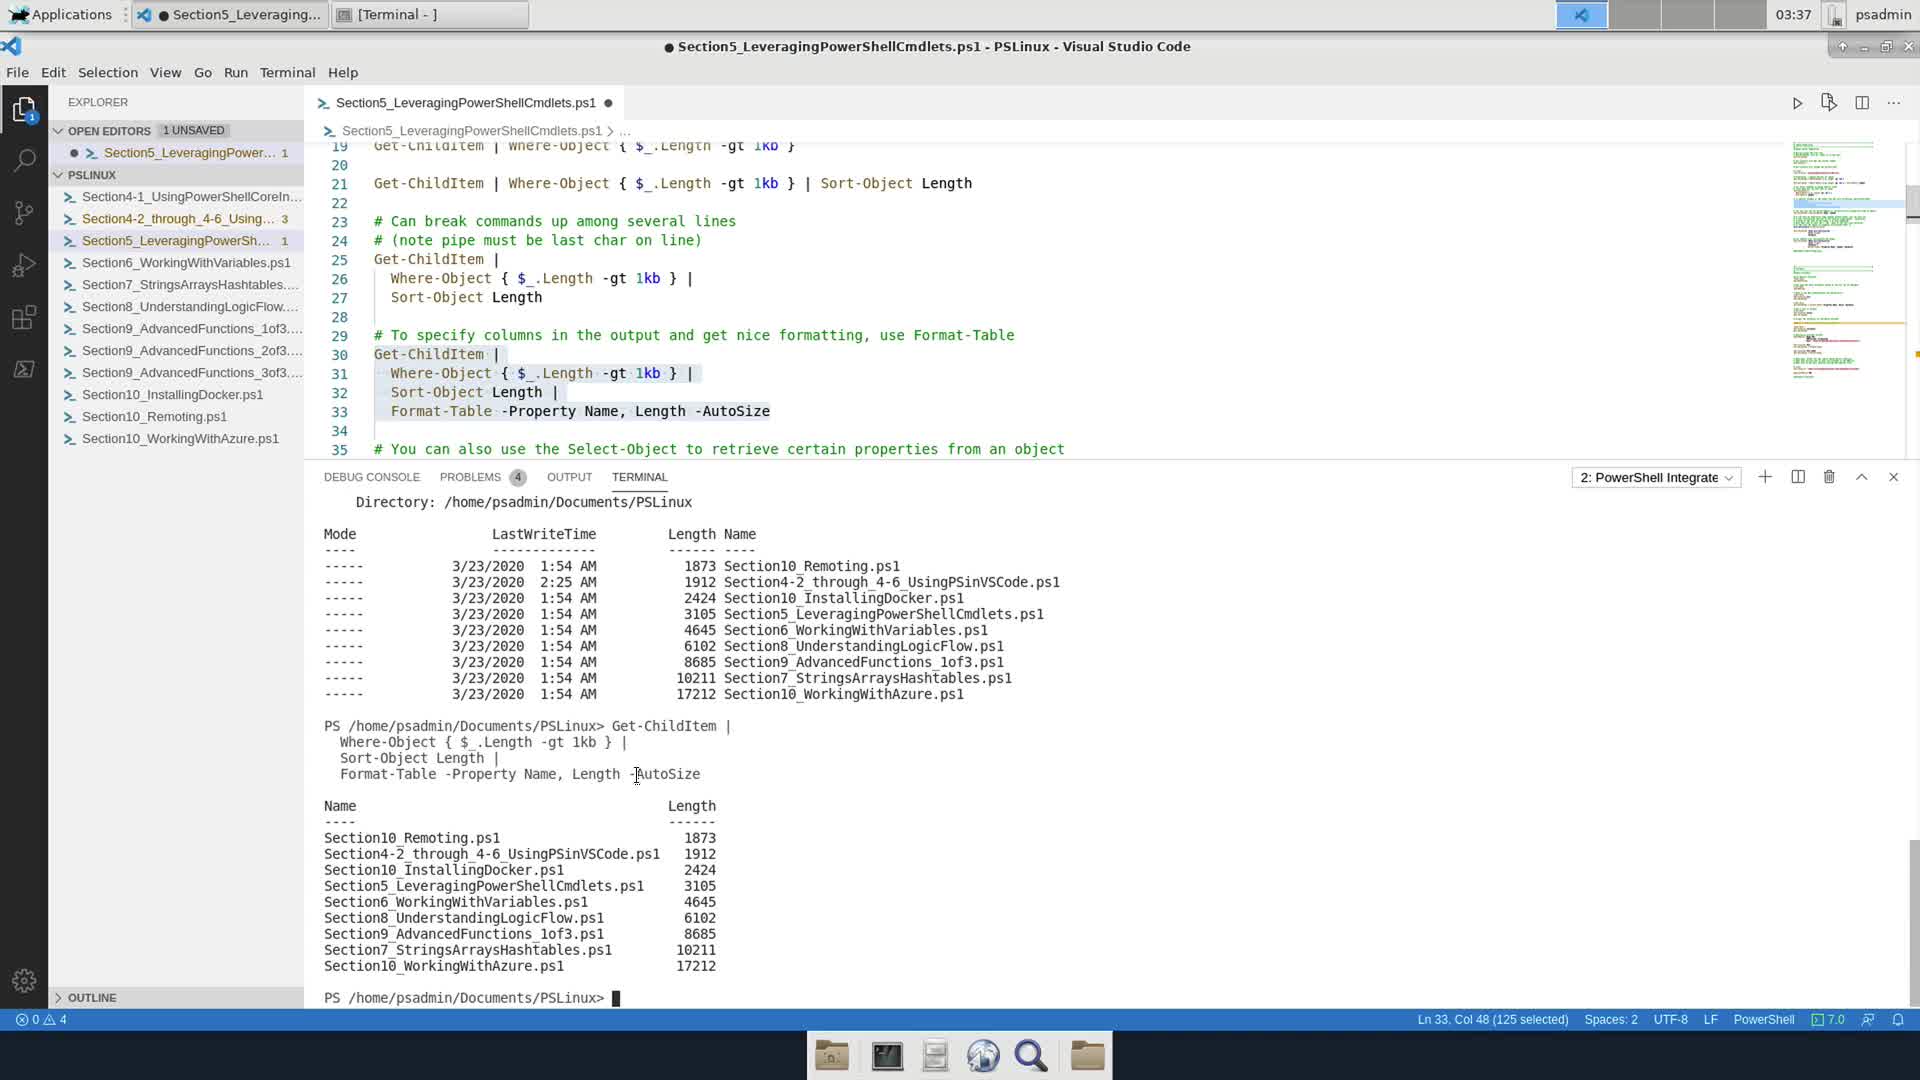 Applications
● Section5_Leveraging...
[Terminal - ]
03:37
psadmin
● Section5_LeveragingPowerShellCmdlets.ps1 - PSLinux - Visual Studio Code
File Edit Selection View Go Run Terminal Help
EXPLORER
OPEN EDITORS 1 UNSAVED
● Section5_LeveragingPower... 1
PSLINUX
Section4-1_UsingPowerShellCoreIn...
Section4-2_through_4-6_Using... 3
Section5_LeveragingPowerSh... 1
Section6_WorkingWithVariables.ps1
Section7_StringsArraysHashtables....
Section8_UnderstandingLogicFlow....
Section9_AdvancedFunctions_1of3....
Section9_AdvancedFunctions_2of3....
Section9_AdvancedFunctions_3of3....
Section10_InstallingDocker.ps1
Section10_Remoting.ps1
Section10_WorkingWithAzure.ps1
OUTLINE
1
Section5_LeveragingPowerShellCmdlets.ps1 ●
Section5_LeveragingPowerShellCmdlets.ps1 > ...
19 Get-ChildItem | Where-Object { $_.Length -gt 1kb }
20
21 Get-ChildItem | Where-Object { $_.Length -gt 1kb } | Sort-Object Length
22
23 # Can break commands up among several lines
24 # (note pipe must be last char on line)
25 Get-ChildItem |
26   Where-Object { $_.Length -gt 1kb } |
27   Sort-Object Length
28
29 # To specify columns in the output and get nice formatting, use Format-Table
30 Get-ChildItem |
31   Where-Object { $_.Length -gt 1kb } |
32   Sort-Object Length |
33   Format-Table -Property Name, Length -AutoSize
34
35 # You can also use the Select-Object to retrieve certain properties from an object
DEBUG CONSOLE PROBLEMS 4 OUTPUT TERMINAL
2: PowerShell Integrate
Directory: /home/psadmin/Documents/PSLinux
Mode LastWriteTime Length Name
---- ------------- ------ ----
----- 3/23/2020 1:54 AM 1873 Section10_Remoting.ps1
----- 3/23/2020 2:25 AM 1912 Section4-2_through_4-6_UsingPSinVSCode.ps1
----- 3/23/2020 1:54 AM 2424 Section10_InstallingDocker.ps1
----- 3/23/2020 1:54 AM 3105 Section5_LeveragingPowerShellCmdlets.ps1
----- 3/23/2020 1:54 AM 4645 Section6_WorkingWithVariables.ps1
----- 3/23/2020 1:54 AM 6102 Section8_UnderstandingLogicFlow.ps1
----- 3/23/2020 1:54 AM 8685 Section9_AdvancedFunctions_1of3.ps1
----- 3/23/2020 1:54 AM 10211 Section7_StringsArraysHashtables.ps1
----- 3/23/2020 1:54 AM 17212 Section10_WorkingWithAzure.ps1
PS /home/psadmin/Documents/PSLinux> Get-ChildItem |
  Where-Object { $_.Length -gt 1kb } |
  Sort-Object Length |
  Format-Table -Property Name, Length -AutoSize
Name Length
---- ------
Section10_Remoting.ps1 1873
Section4-2_through_4-6_UsingPSinVSCode.ps1 1912
Section10_InstallingDocker.ps1 2424
Section5_LeveragingPowerShellCmdlets.ps1 3105
Section6_WorkingWithVariables.ps1 4645
Section8_UnderstandingLogicFlow.ps1 6102
Section9_AdvancedFunctions_1of3.ps1 8685
Section7_StringsArraysHashtables.ps1 10211
Section10_WorkingWithAzure.ps1 17212
PS /home/psadmin/Documents/PSLinux>
0 4
Ln 33, Col 48 (125 selected) Spaces: 2 UTF-8 LF PowerShell 7.0